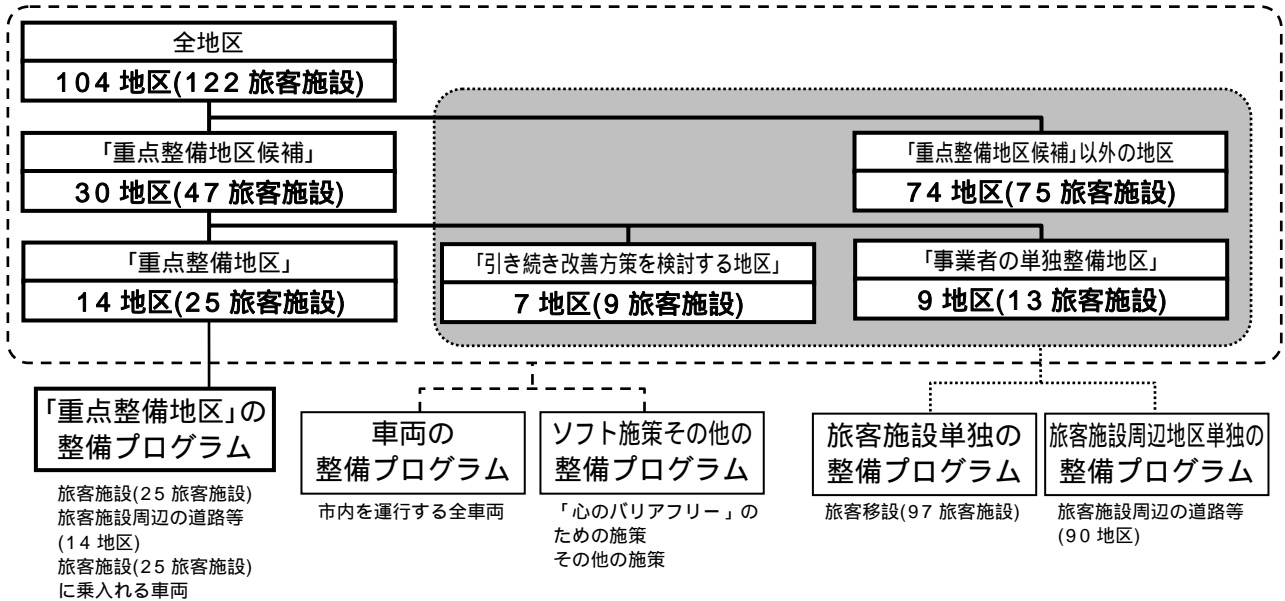 全地区
104 地区(122 旅客施設)
「重点整備地区候補」
30 地区(47 旅客施設)
「重点整備地区候補」以外の地区
74 地区(75 旅客施設)
「重点整備地区」
14 地区(25 旅客施設)
「引き続き改善方策を検討する地区」
7 地区(9 旅客施設)
「事業者の単独整備地区」
9 地区(13 旅客施設)
「重点整備地区」の
整備プログラム
旅客施設(25 旅客施設)
旅客施設周辺の道路等
(14 地区)
旅客施設(25 旅客施設)
に乗入れる車両
車両の
整備プログラム
市内を運行する全車両
ソフト施策その他の
整備プログラム
「心のバリアフリー」の
ための施策
その他の施策
旅客施設単独の
整備プログラム
旅客移設(97 旅客施設)
旅客施設周辺地区単独の
整備プログラム
旅客施設周辺の道路等
(90 地区)